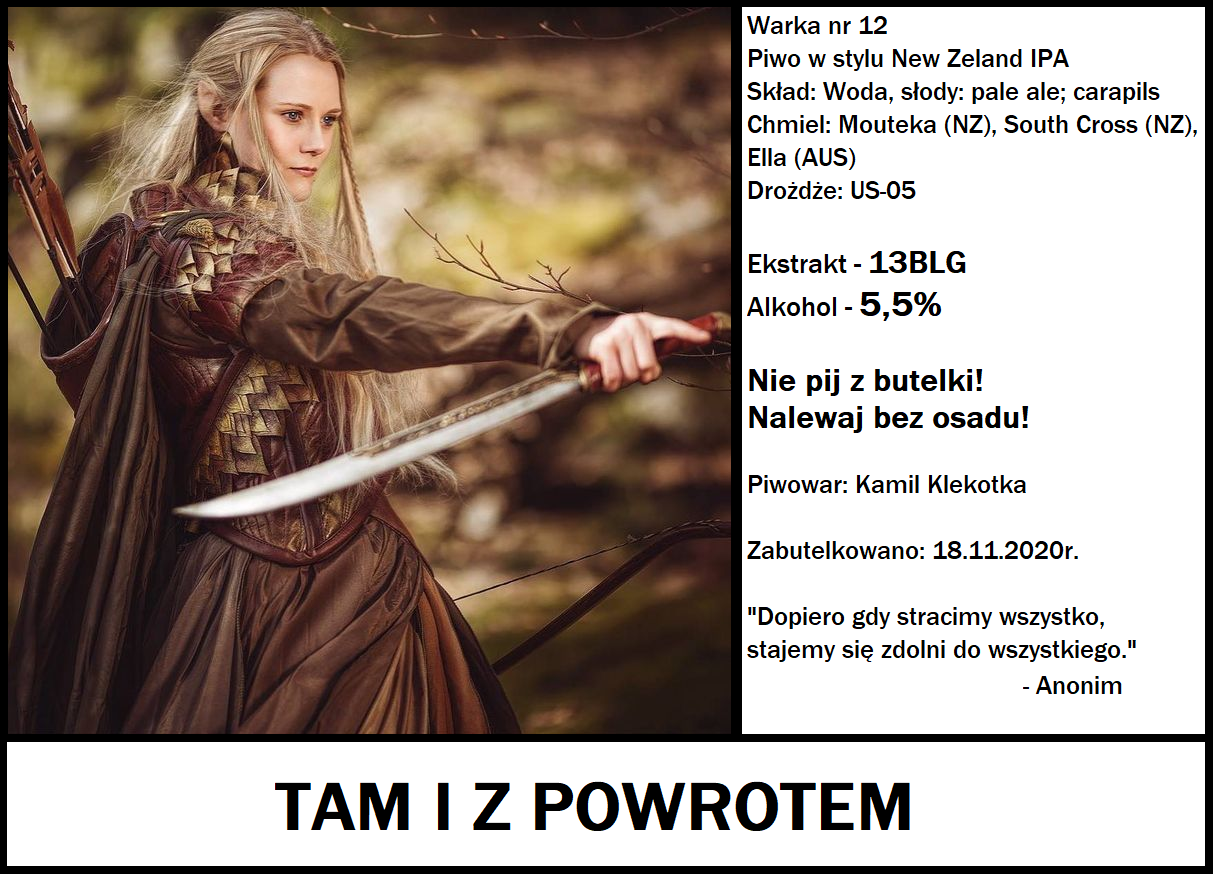 Warka nr 12
Piwo w stylu New Zeland IPA
Skład: Woda, słody: pale ale; carapils
Chmiel: Mouteka (NZ), South Cross (NZ),
Ella (AUS)
Drożdże: US-05
Ekstrakt - 13BLG
Alkohol - 5,5%
Nie pij z butelki!
Nalewaj bez osadu!
Piwowar: Kamil Klekotka
Zabutelkowano: 18.11.2020r.
"Dopiero gdy stracimy wszystko,
stajemy się zdolni do wszystkiego."
- Anonim
TAM I Z POWROTEM